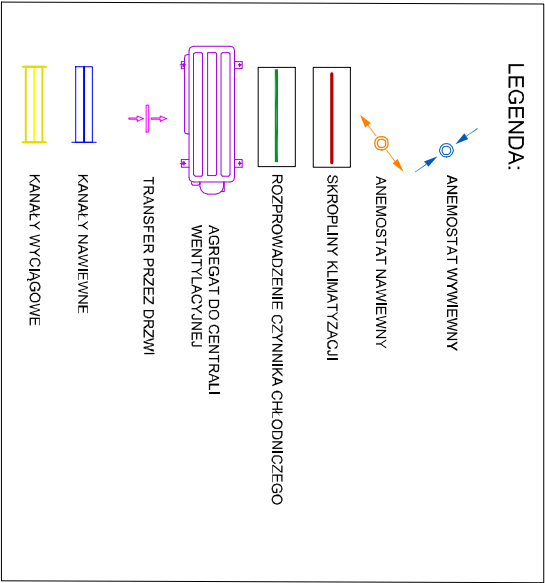 LEGENDA:
ANEMOSTAT WYWIEWNY
ANEMOSTAT NAWIEWNY
SKROPLINY KLIMATYZACJI
ROZPROWADZENIE CZYNNIKA CHŁODNICZEGO
AGREGAT DO CENTRALI
WENTYLACYJNEJ
TRANSFER PRZEZ DRZWI
KANAŁY NAWIEWNE
KANAŁY WYCIĄGOWE